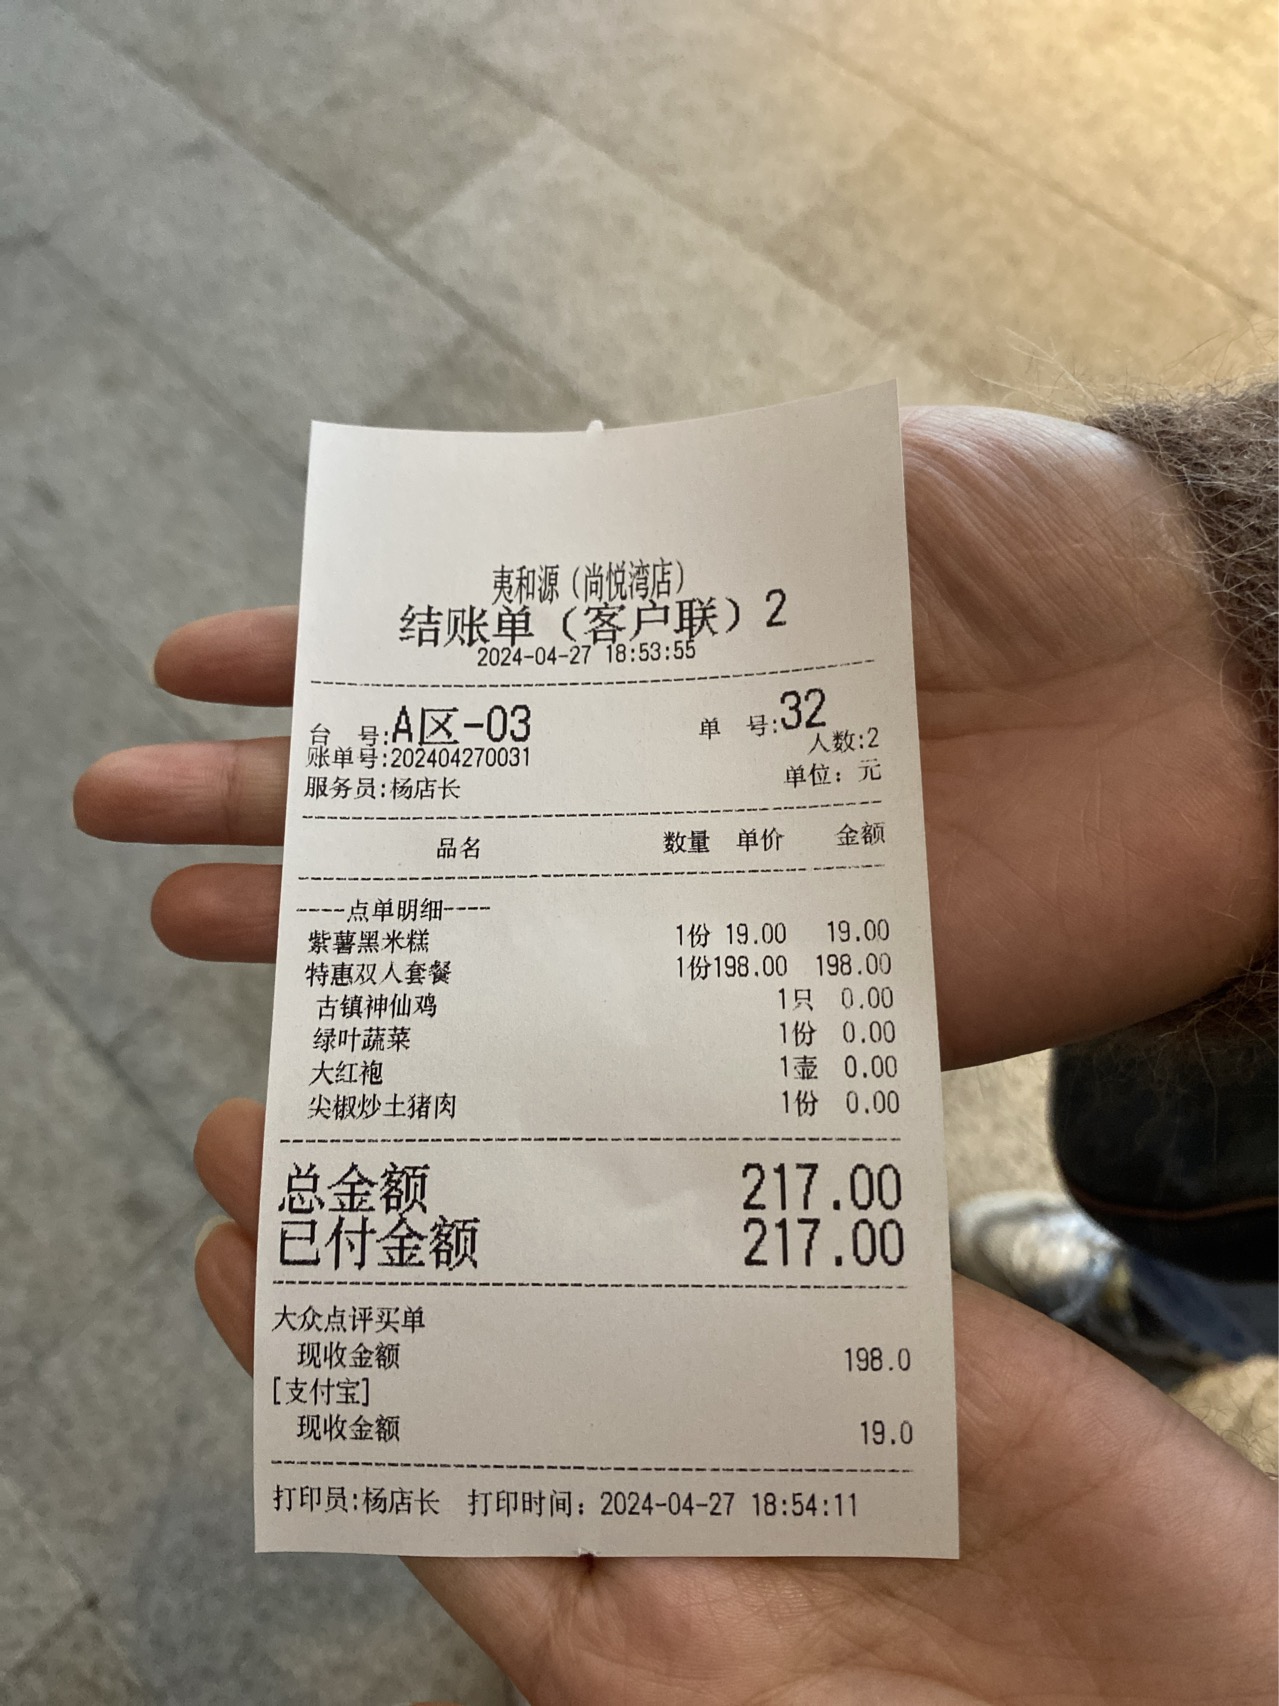 夷和源（尚悦湾店）
结账单（客户联）2
2024-04-27 18:53:55
台 号:A区-03 单 号:32
账单号:202404270031 人数:2
服务员:杨店长 单位：元
品名 数量 单价 金额
----点单明细----
紫薯黑米糕 1份 19.00 19.00
特惠双人套餐 1份198.00 198.00
古镇神仙鸡 1只 0.00
绿叶蔬菜 1份 0.00
大红袍 1壶 0.00
尖椒炒土猪肉 1份 0.00
总金额 217.00
已付金额 217.00
大众点评买单
现收金额 198.0
[支付宝]
现收金额 19.0
打印员:杨店长 打印时间：2024-04-27 18:54:11